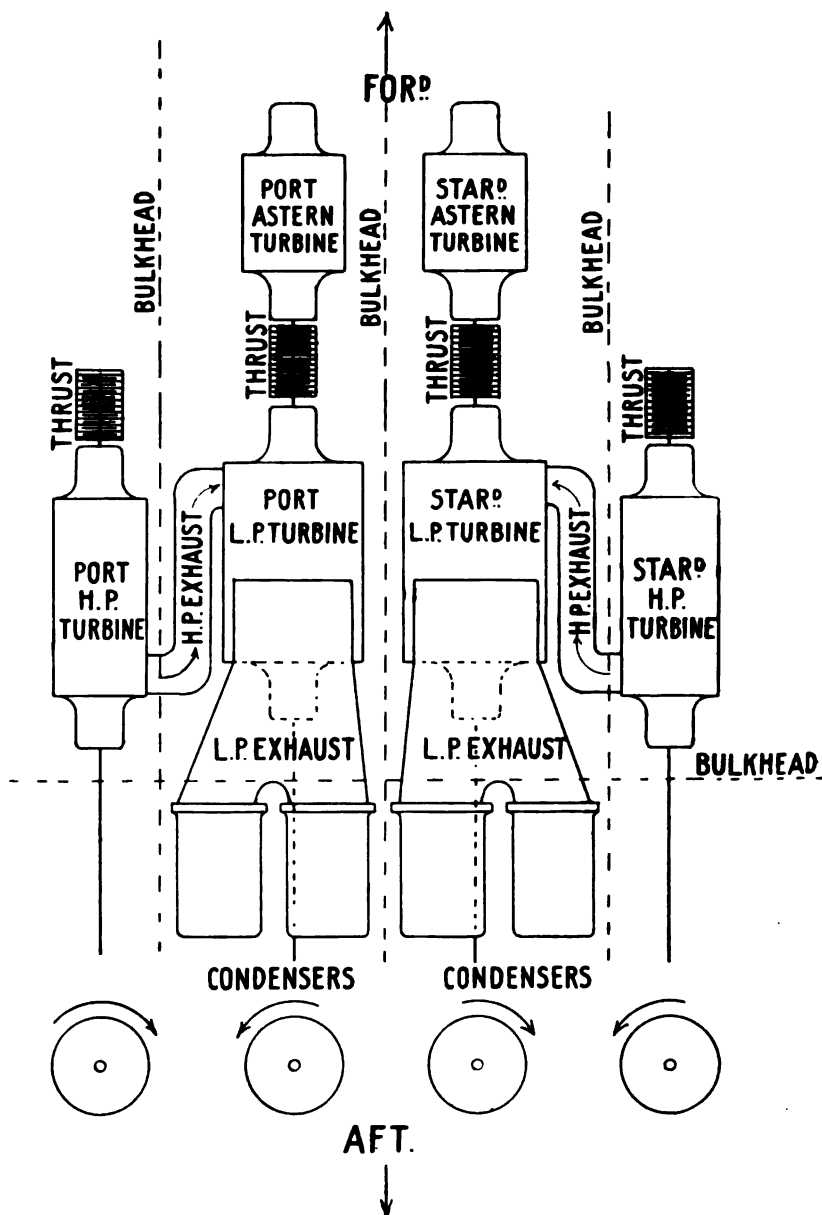 FORD.
PORT
ASTERN
TURBINE
STARD
ASTERN
TURBINE
BULKHEAD
BULKHEAD
BULKHEAD
THRUST
THRUST
THRUST
THRUST
PORT
L.P. TURBINE
STARD
L.P. TURBINE
H.P. EXHAUST
H.P. EXHAUST
PORT
H.P.
TURBINE
STARD
H.P.
TURBINE
L.P. EXHAUST
L.P. EXHAUST
BULKHEAD
CONDENSERS
CONDENSERS
AFT.